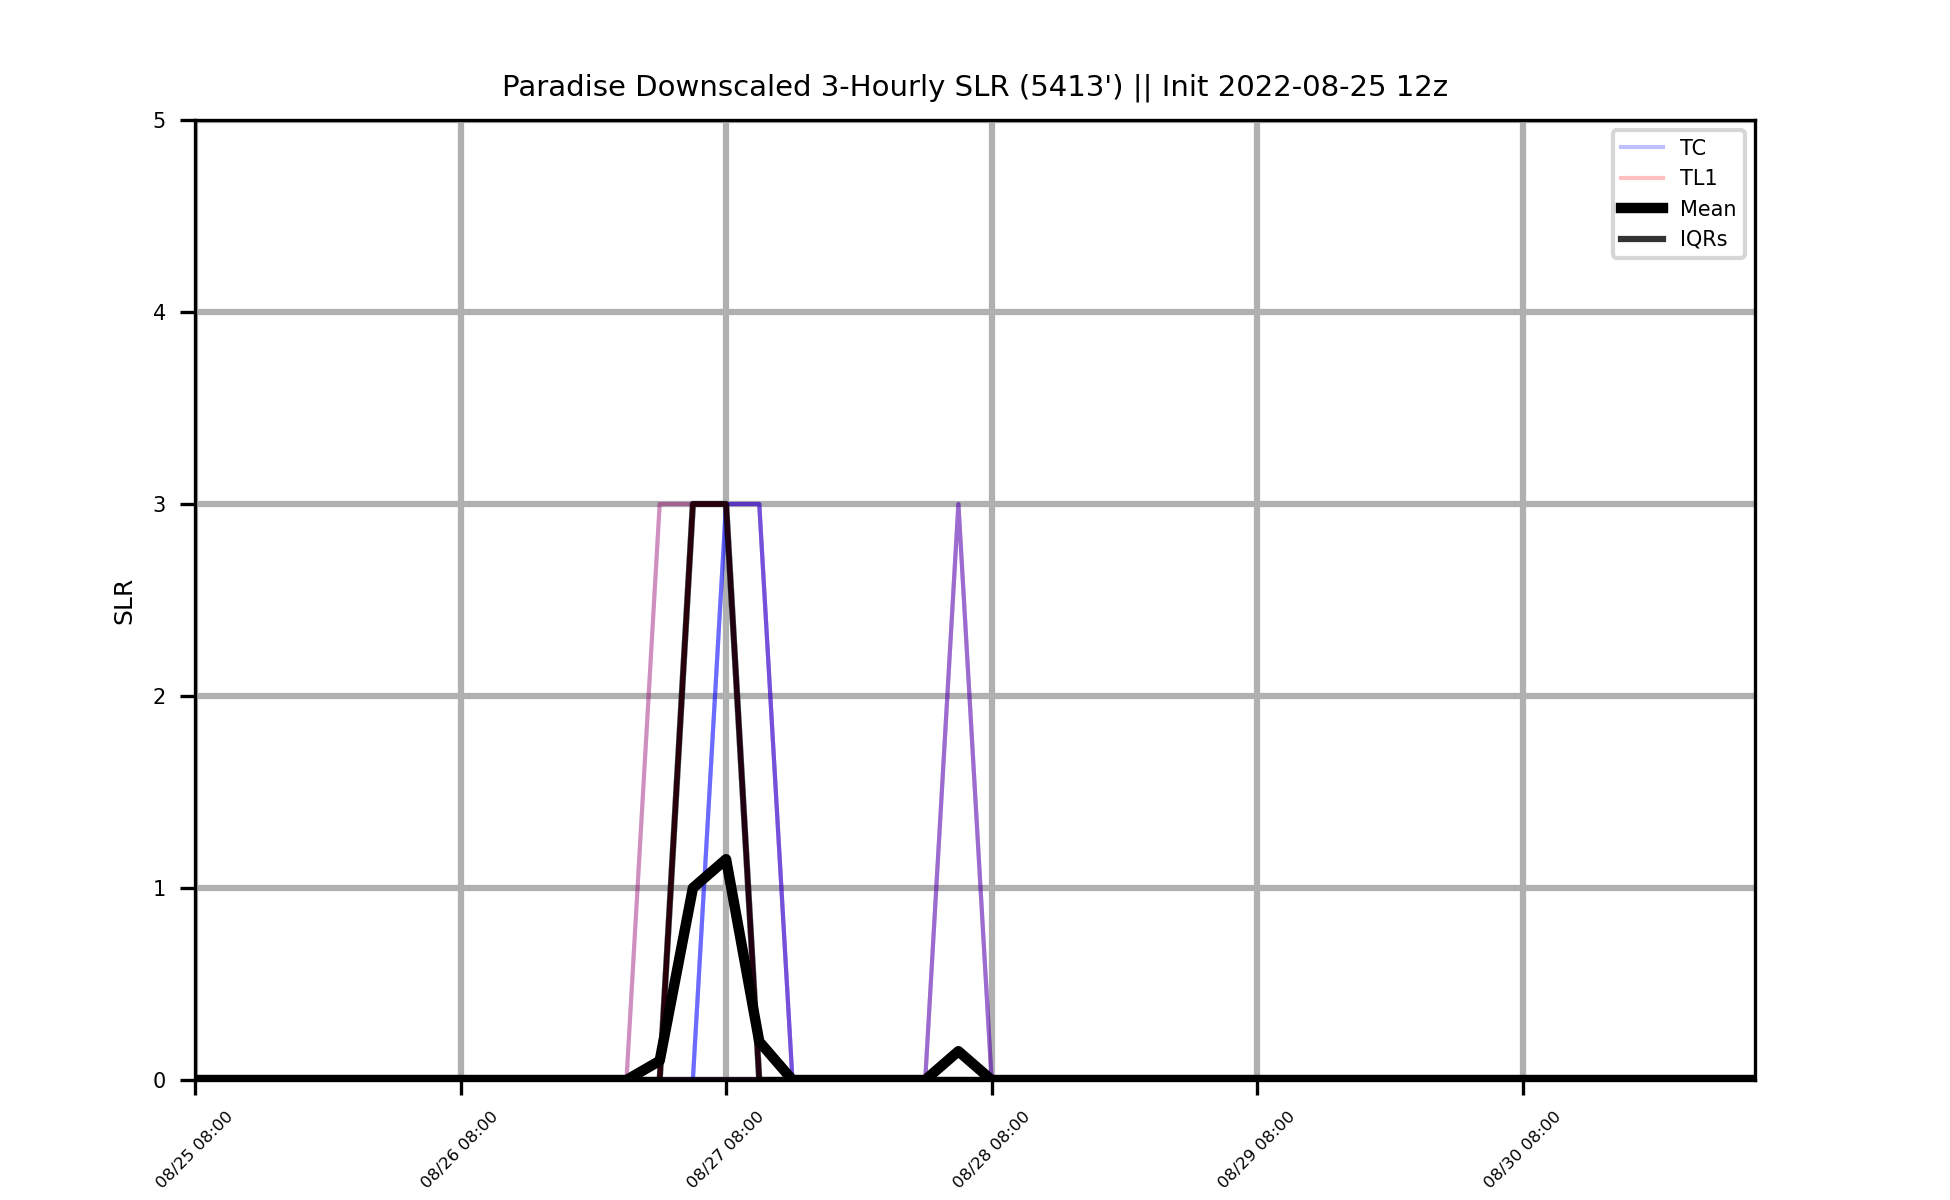 Paradise Downscaled 3-Hourly SLR (5413') || Init 2022-08-25 12z
5
4
3
2
1
0
SLR
TC
TL1
Mean
IQRs
08/25 08:00
08/26 08:00
08/27 08:00
08/28 08:00
08/29 08:00
08/30 08:00